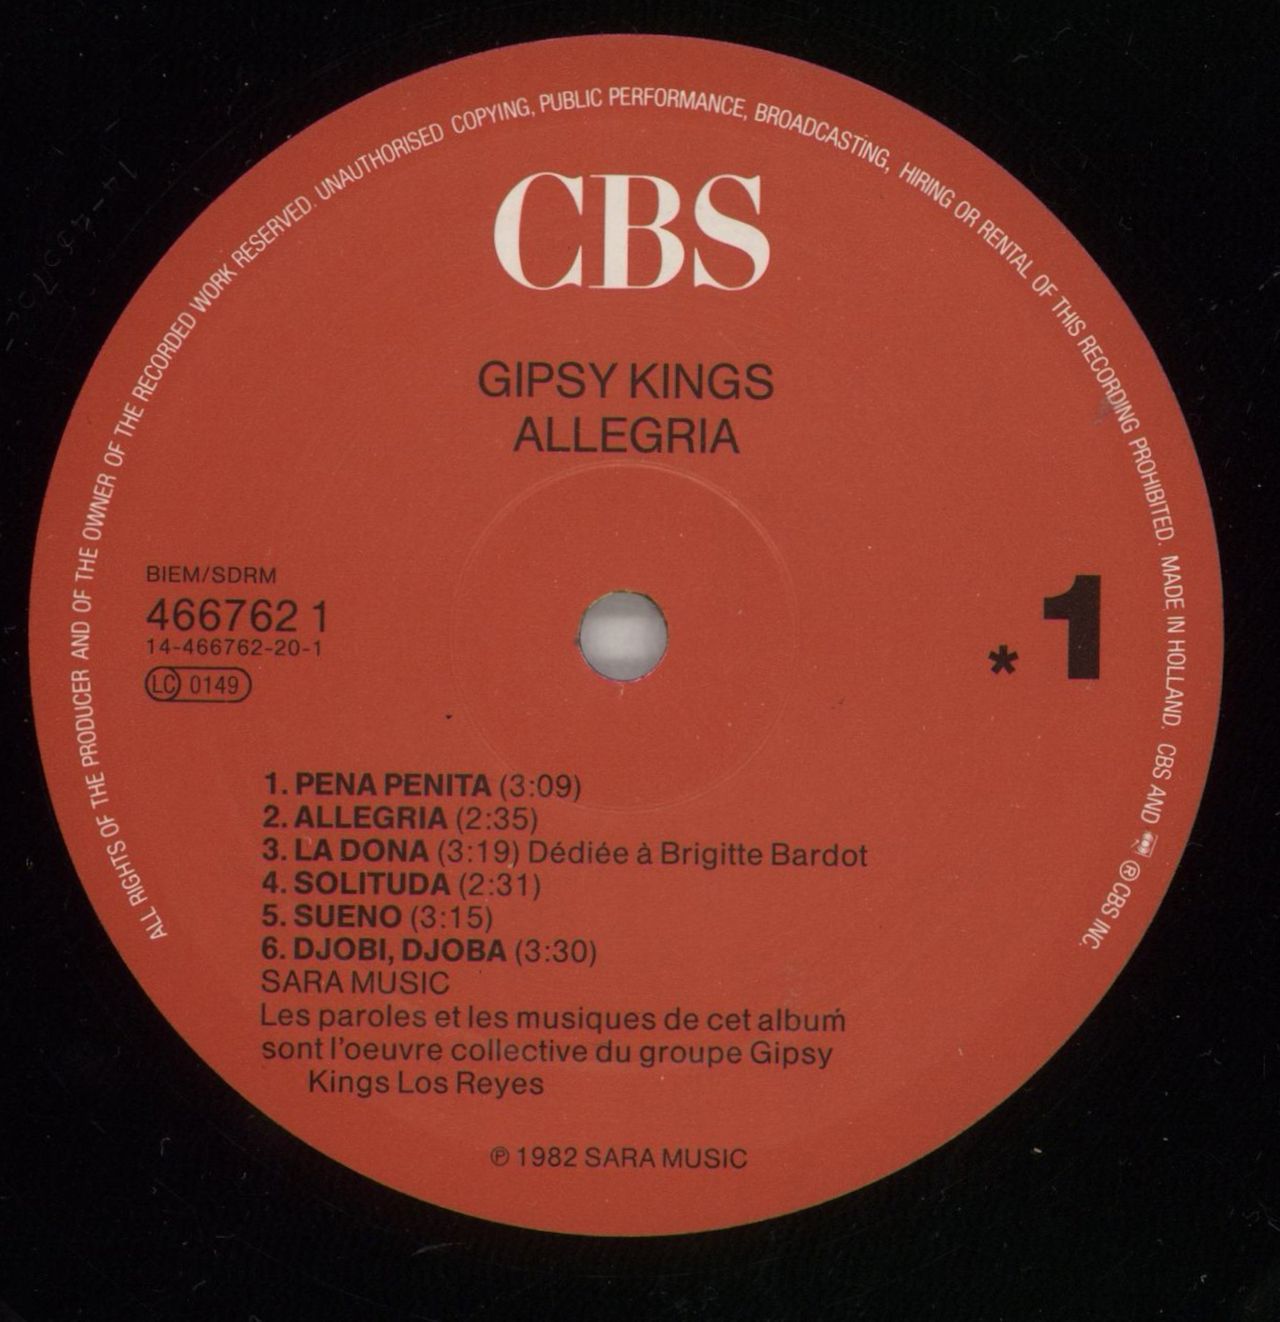 ALL RIGHTS OF THE PRODUCER AND OF THE OWNER OF THE RECORDED WORK RESERVED. UNAUTHORISED COPYING, PUBLIC PERFORMANCE, BROADCASTING, HIRING OR RENTAL OF THIS RECORDING PROHIBITED. MADE IN HOLLAND. CBS AND ® CBS INC.
CBS
GIPSY KINGS
ALLEGRIA
BIEM/SDRM
466762 1
14-466762-20-1
LC 0149
* 1
1. PENA PENITA (3:09)
2. ALLEGRIA (2:35)
3. LA DONA (3:19) Dédiée à Brigitte Bardot
4. SOLITUDA (2:31)
5. SUENO (3:15)
6. DJOBI, DJOBA (3:30)
SARA MUSIC
Les paroles et les musiques de cet album
sont l'oeuvre collective du groupe Gipsy
Kings Los Reyes
℗ 1982 SARA MUSIC